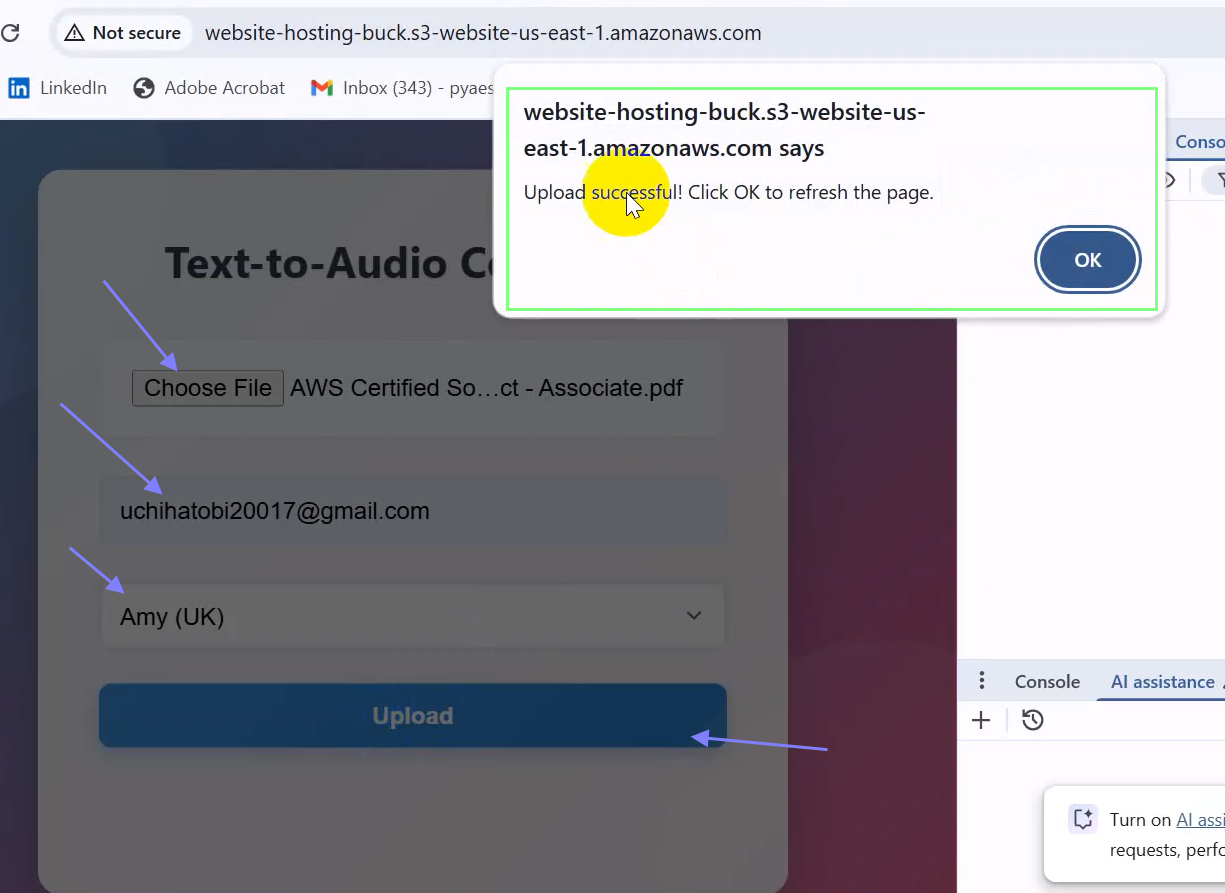 Not secure
website-hosting-buck.s3-website-us-east-1.amazonaws.com
LinkedIn
Adobe Acrobat
Inbox (343) - pyaes
website-hosting-buck.s3-website-us-
east-1.amazonaws.com says
Upload successful! Click OK to refresh the page.
OK
Conso
Text-to-Audio Co
Choose File AWS Certified So...ct - Associate.pdf
uchihatobi20017@gmail.com
Amy (UK)
Upload
Console
AI assistance
Turn on AI assi
requests, perfo